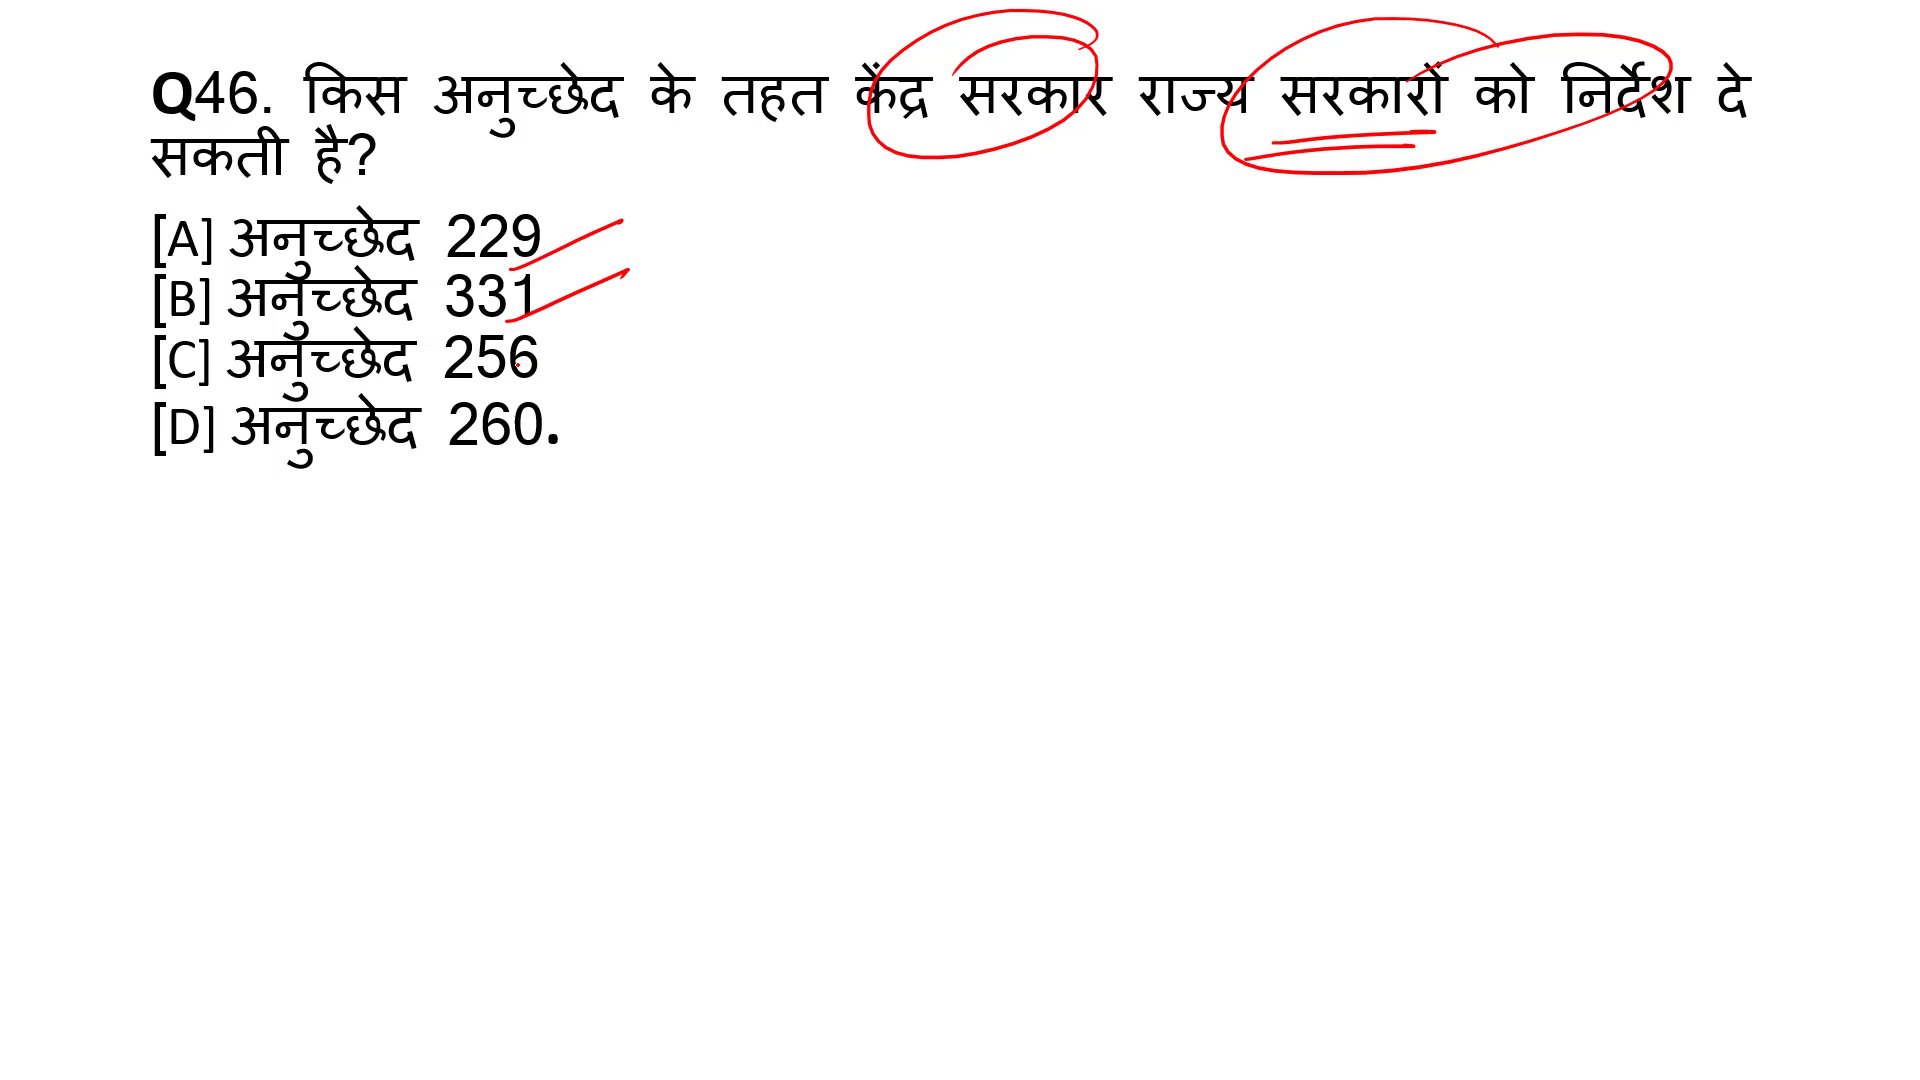 Q46. किस अनुच्छेद के तहत केंद्र सरकार राज्य सरकारों को निर्देश दे
सकती है?
[A] अनुच्छेद 229
[B] अनुच्छेद 331
[C] अनुच्छेद 256
[D] अनुच्छेद 260.